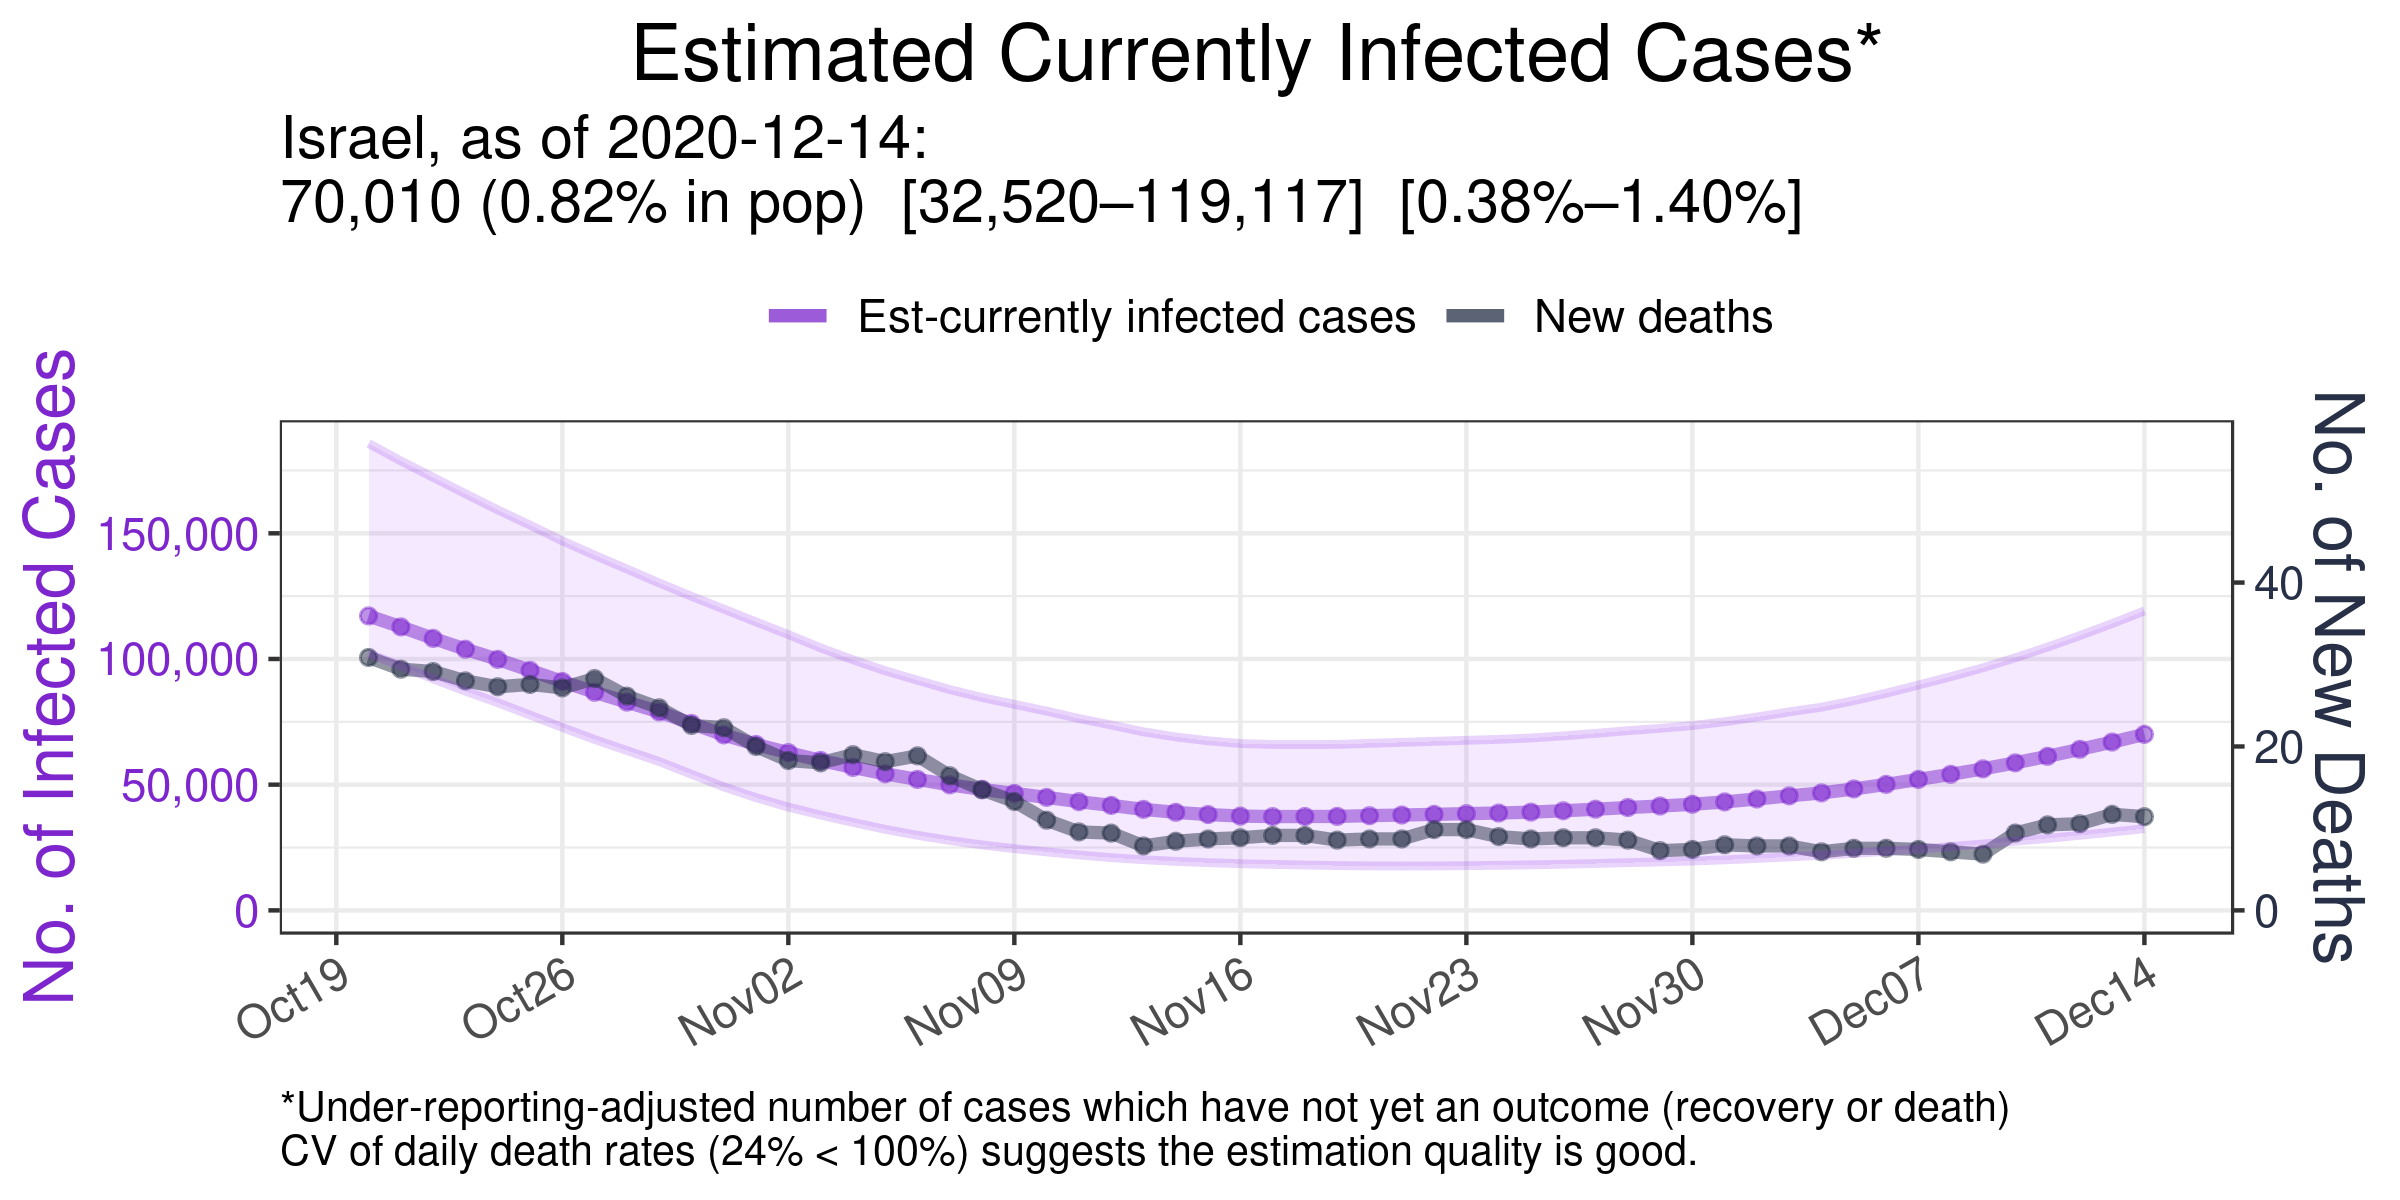 Estimated Currently Infected Cases*
Israel, as of 2020-12-14:
70,010 (0.82% in pop)  [32,520–119,117]  [0.38%–1.40%]
Est-currently infected cases
New deaths
No. of Infected Cases
150,000
100,000
50,000
0
No. of New Deaths
40
20
0
Oct19
Oct26
Nov02
Nov09
Nov16
Nov23
Nov30
Dec07
Dec14
*Under-reporting-adjusted number of cases which have not yet an outcome (recovery or death)
CV of daily death rates (24% < 100%) suggests the estimation quality is good.